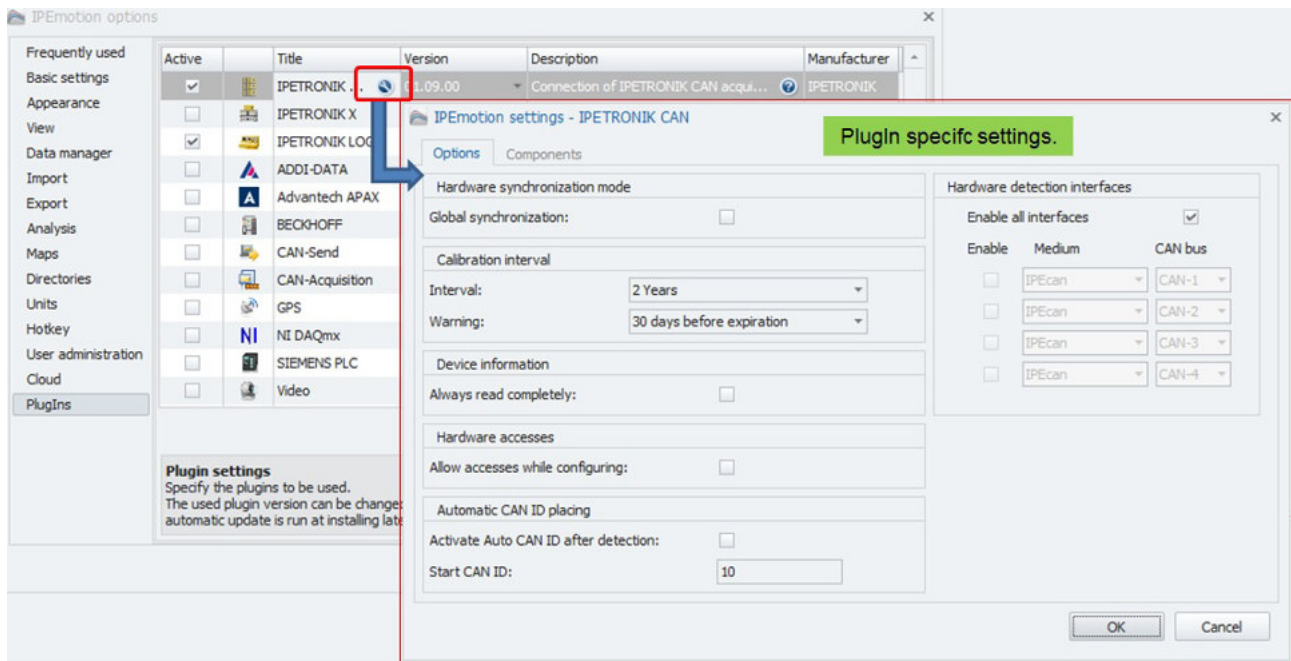 IPEmotion options
Frequently used
Basic settings
Appearance
View
Data manager
Import
Export
Analysis
Maps
Directories
Units
Hotkey
User administration
Cloud
PlugIns
Active Title Version Description Manufacturer
IPETRONIK ... 01.09.00 Connection of IPETRONIK CAN acqui... IPETRONIK
IPETRONIK X
IPETRONIK LOG
ADDI-DATA
Advantech APAX
BECKHOFF
CAN-Send
CAN-Acquisition
GPS
NI NI DAQmx
SIEMENS PLC
Video
Plugin settings
Specify the plugins to be used.
The used plugin version can be change
automatic update is run at installing late
IPEmotion settings - IPETRONIK CAN
PlugIn specifc settings.
Options Components
Hardware synchronization mode
Global synchronization:
Calibration interval
Interval: 2 Years
Warning: 30 days before expiration
Device information
Always read completely:
Hardware accesses
Allow accesses while configuring:
Automatic CAN ID placing
Activate Auto CAN ID after detection:
Start CAN ID: 10
Hardware detection interfaces
Enable all interfaces
Enable Medium CAN bus
IPEcan CAN-1
IPEcan CAN-2
IPEcan CAN-3
IPEcan CAN-4
OK Cancel